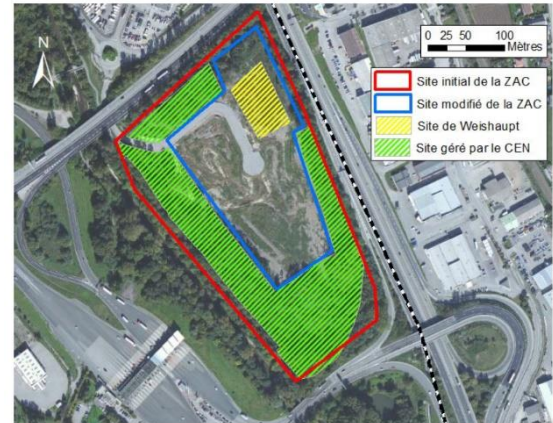 N
0 25 50 100
Mètres
Site initial de la ZAC
Site modifié de la ZAC
Site de Weishaupt
Site géré par le CEN